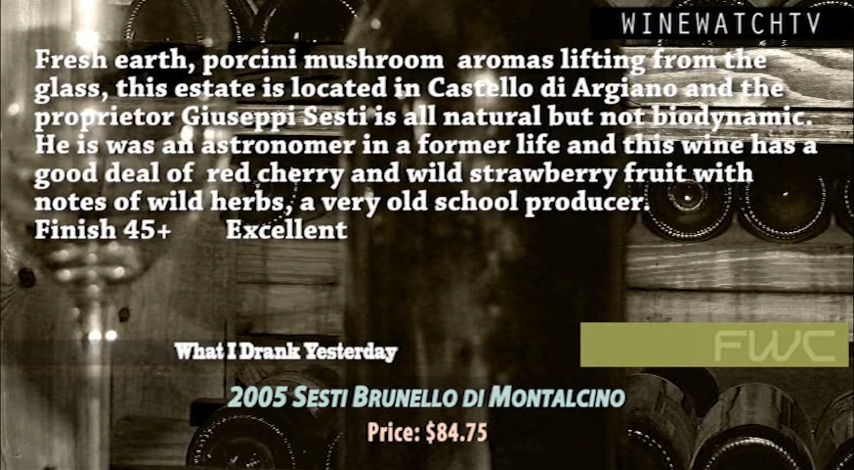 WINEWATCHTV
Fresh earth, porcini mushroom aromas lifting from the
glass, this estate is located in Castello di Argiano and the
proprietor Giuseppi Sesti is all natural but not biodynamic.
He is was an astronomer in a former life and this wine has a
good deal of red cherry and wild strawberry fruit with
notes of wild herbs, a very old school producer.
Finish 45+ Excellent
What I Drank Yesterday
FWC
2005 SESTI BRUNELLO DI MONTALCINO
Price: $84.75